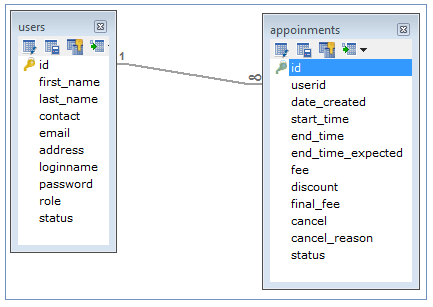 users
id
first_name
last_name
contact
email
address
loginname
password
role
status
1
∞
appoinments
id
userid
date_created
start_time
end_time
end_time_expected
fee
discount
final_fee
cancel
cancel_reason
status